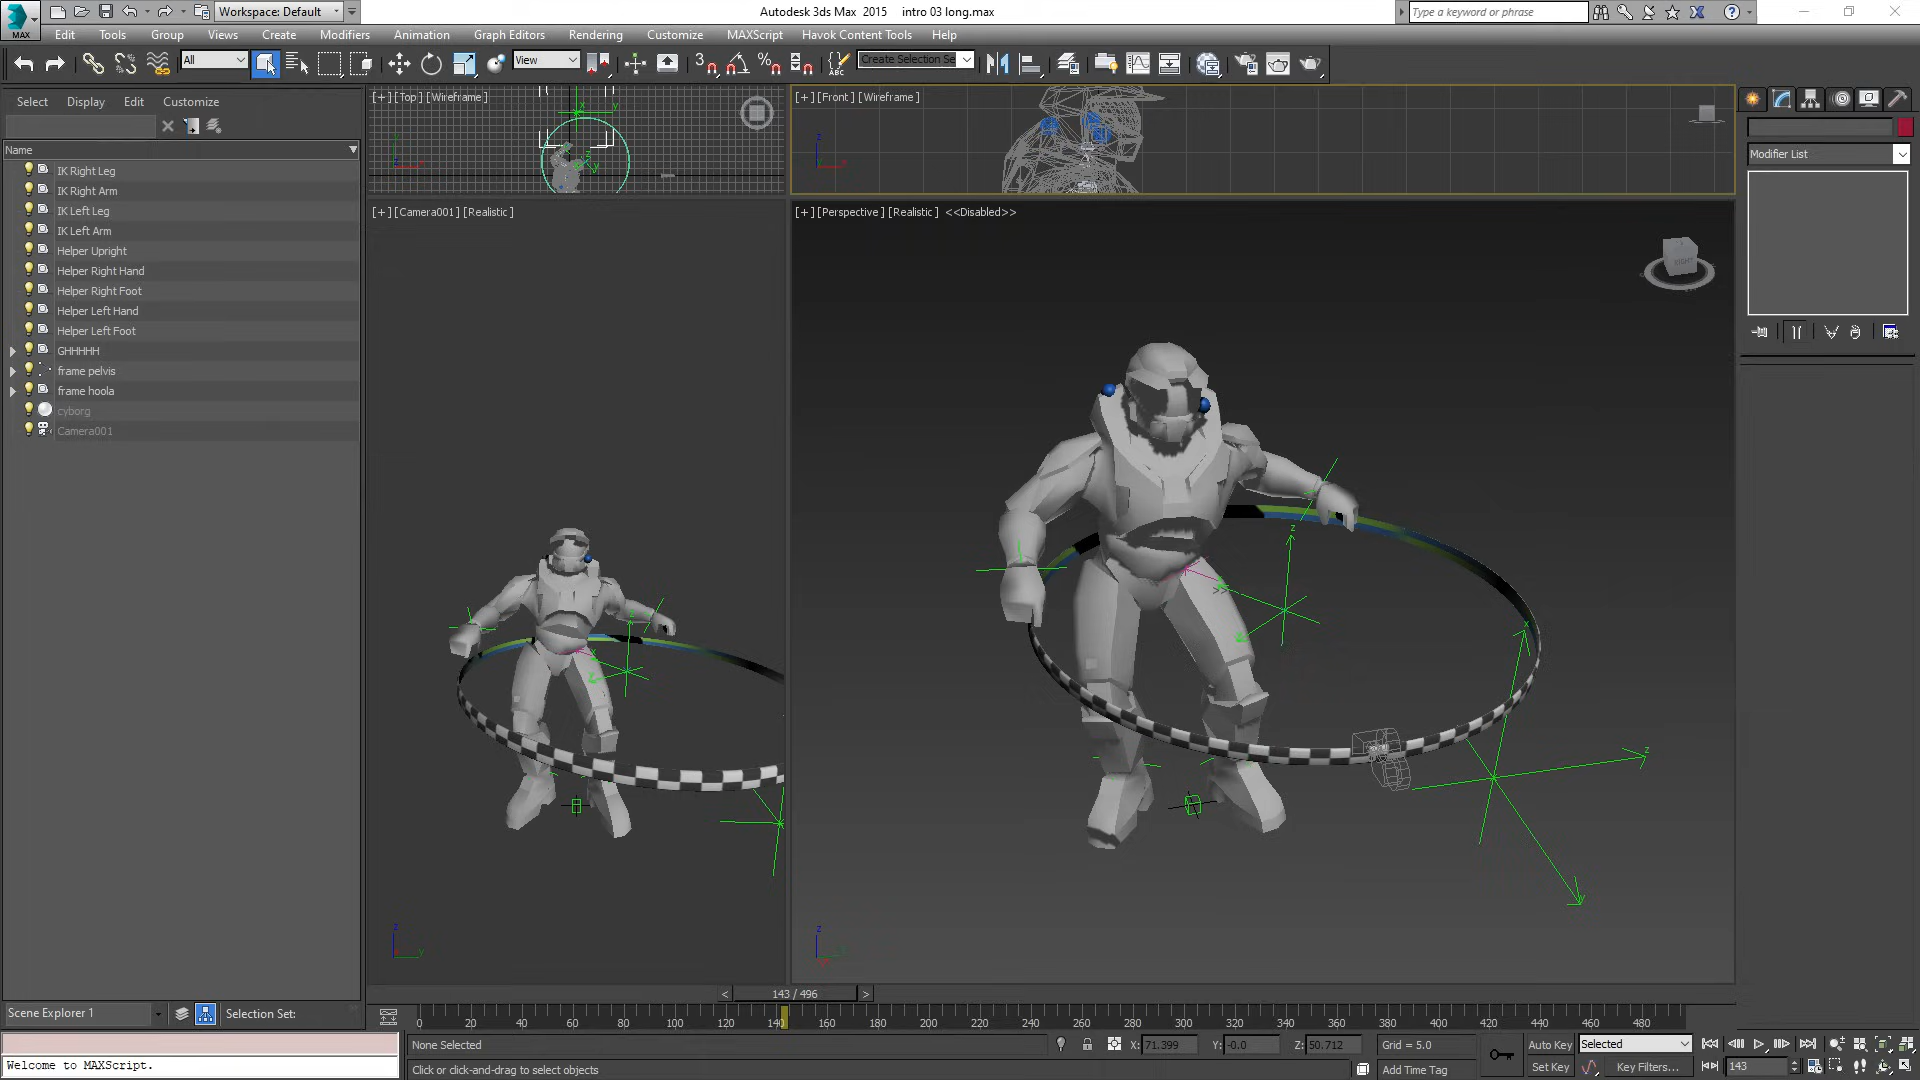 MAX
Workspace: Default
Autodesk 3ds Max 2015 intro 03 long.max
Type a keyword or phrase
Edit Tools Group Views Create Modifiers Animation Graph Editors Rendering Customize MAXScript Havok Content Tools Help
All
View
3
ABC
Create Selection Se
Select Display Edit Customize
Name
IK Right Leg
IK Right Arm
IK Left Leg
IK Left Arm
Helper Upright
Helper Right Hand
Helper Right Foot
Helper Left Hand
Helper Left Foot
GHHHHH
frame pelvis
frame hoola
cyborg
Camera001
[+] [Top] [Wireframe]
[+] [Front] [Wireframe]
[+] [Camera001] [Realistic]
[+] [Perspective] [Realistic] <<Disabled>>
RIGHT
Modifier List
< 143 / 496 >
0 20 40 60 80 100 120 140 160 180 200 220 240 260 280 300 320 340 360 380 400 420 440 460 480
Scene Explorer 1
Selection Set:
None Selected
X: 71.399
Y: -0.0
Z: 50.712
Grid = 5.0
Auto Key
Selected
Welcome to MAXScript.
Click or click-and-drag to select objects
Add Time Tag
Set Key
Key Filters...
143